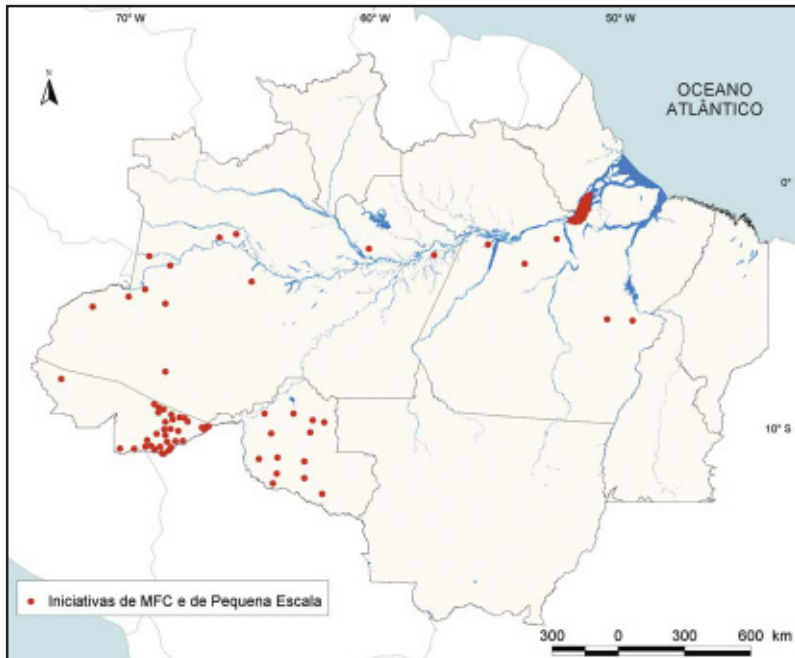 70° W 60° W 50° W
N
OCEANO
ATLÂNTICO
0°
10° S
Iniciativas de MFC e de Pequena Escala
300 0 300 600 km